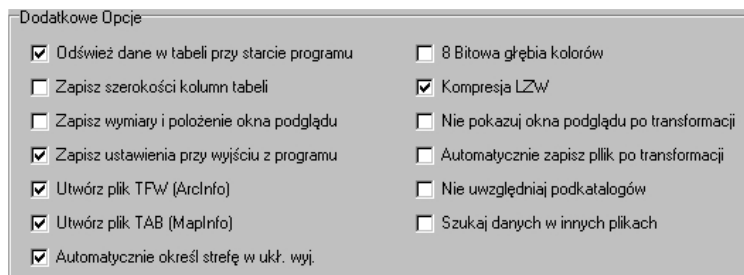 Dodatkowe Opcje
Odśwież dane w tabeli przy starcie programu
Zapisz szerokości kolumn tabeli
Zapisz wymiary i położenie okna podglądu
Zapisz ustawienia przy wyjściu z programu
Utwórz plik TFW (ArcInfo)
Utwórz plik TAB (MapInfo)
Automatycznie określ strefę w ukł. wyj.
8 Bitowa głębia kolorów
Kompresja LZW
Nie pokazuj okna podglądu po transformacji
Automatycznie zapisz pllik po transformacji
Nie uwzględniaj podkatalogów
Szukaj danych w innych plikach